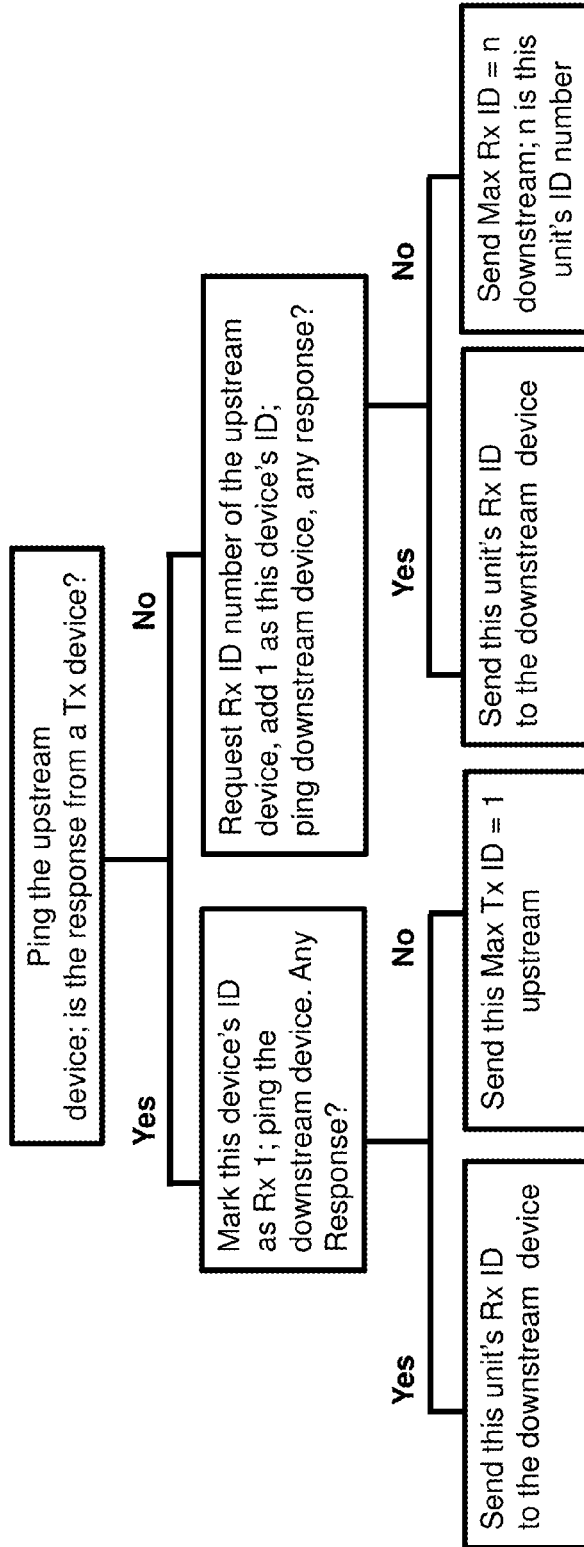 Ping the upstream
device; is the response from a Tx device?
Yes
No
Mark this device's ID
as Rx 1; ping the
downstream device. Any
Response?
Request Rx ID number of the upstream
device, add 1 as this device's ID;
ping downstream device, any response?
Yes
No
Yes
No
Send this unit's Rx ID
to the downstream device
Send this Max Tx ID = 1
upstream
Send this unit's Rx ID
to the downstream device
Send Max Rx ID = n
downstream; n is this
unit's ID number